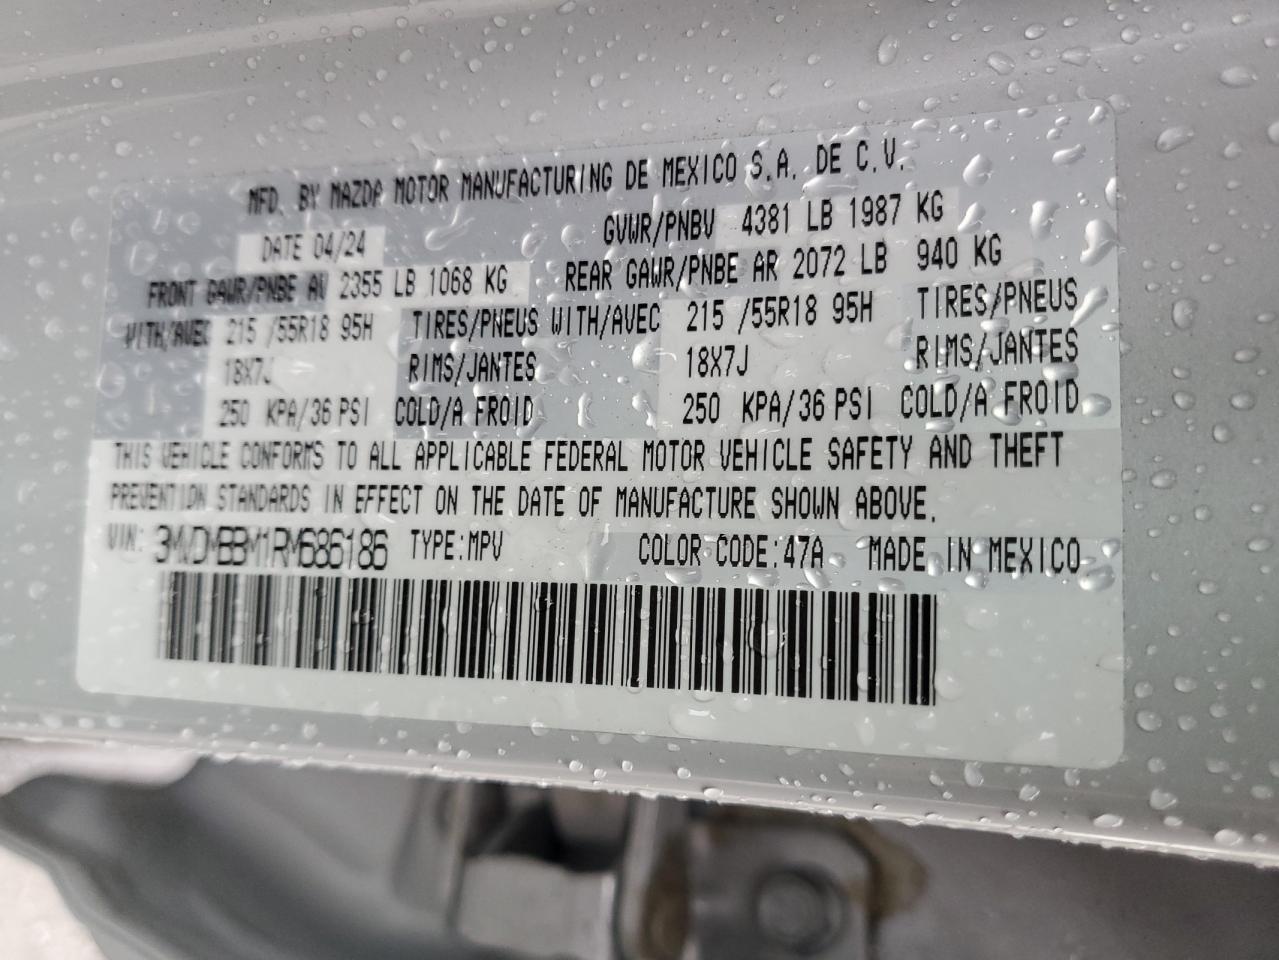 MFD. BY MAZDA MOTOR MANUFACTURING DE MEXICO S.A. DE C.V.
DATE 04/24 GVWR/PNBV 4381 LB 1987 KG
FRONT GAWR/PNBE AV 2355 LB 1068 KG REAR GAWR/PNBE AR 2072 LB 940 KG
WITH/AVEC 215 /55R18 95H TIRES/PNEUS WITH/AVEC 215 /55R18 95H TIRES/PNEUS
18X7J RIMS/JANTES 18X7J RIMS/JANTES
250 KPA/36 PSI COLD/A FROID 250 KPA/36 PSI COLD/A FROID
THIS VEHICLE CONFORMS TO ALL APPLICABLE FEDERAL MOTOR VEHICLE SAFETY AND THEFT
PREVENTION STANDARDS IN EFFECT ON THE DATE OF MANUFACTURE SHOWN ABOVE.
VIN: 3MVDMBBM1RM686186 TYPE:MPV COLOR CODE:47A MADE IN MEXICO